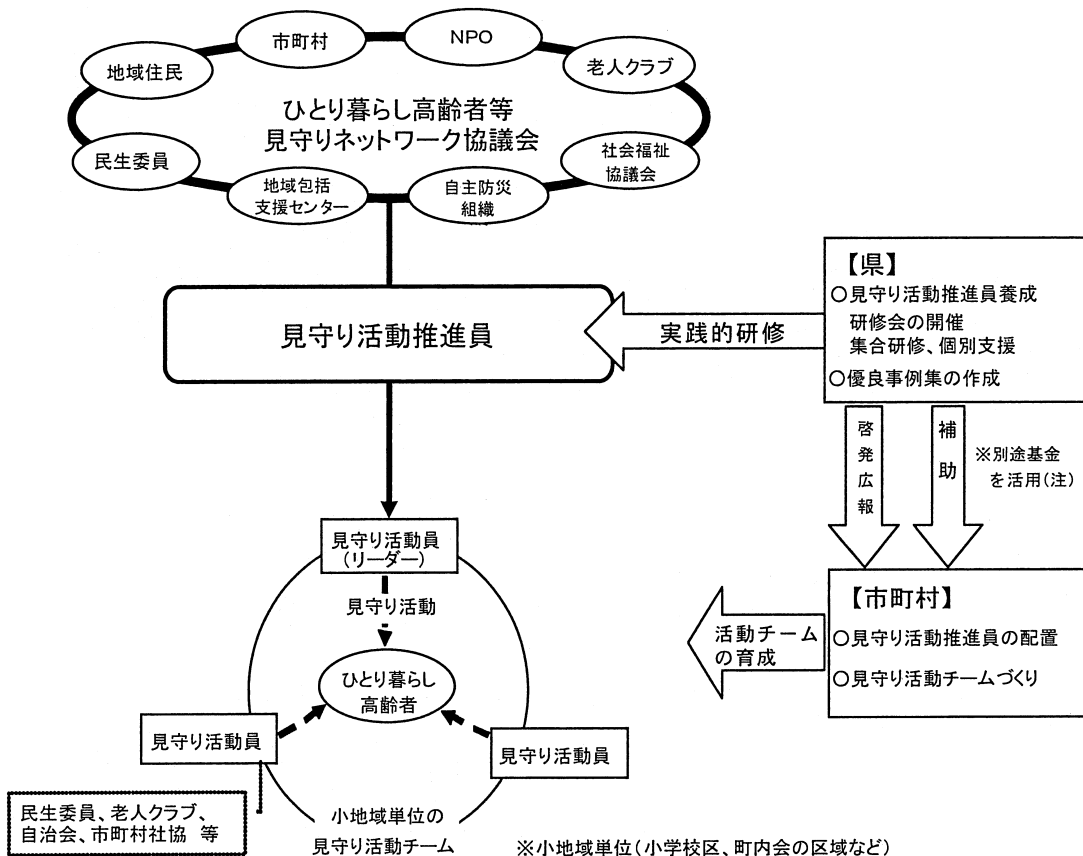 市町村
NPO
地域住民
老人クラブ
ひとり暮らし高齢者等
見守りネットワーク協議会
民生委員
社会福祉
協議会
地域包括
支援センター
自主防災
組織
見守り活動推進員
実践的研修
【県】
○見守り活動推進員養成
研修会の開催
集合研修、個別支援
○優良事例集の作成
啓発広報
補助
※別途基金
を活用(注)
見守り活動員
(リーダー)
見守り活動
ひとり暮らし
高齢者
見守り活動員
見守り活動員
活動チーム
の育成
【市町村】
○見守り活動推進員の配置
○見守り活動チームづくり
民生委員、老人クラブ、
自治会、市町村社協 等
小地域単位の
見守り活動チーム
※小地域単位(小学校区、町内会の区域など)